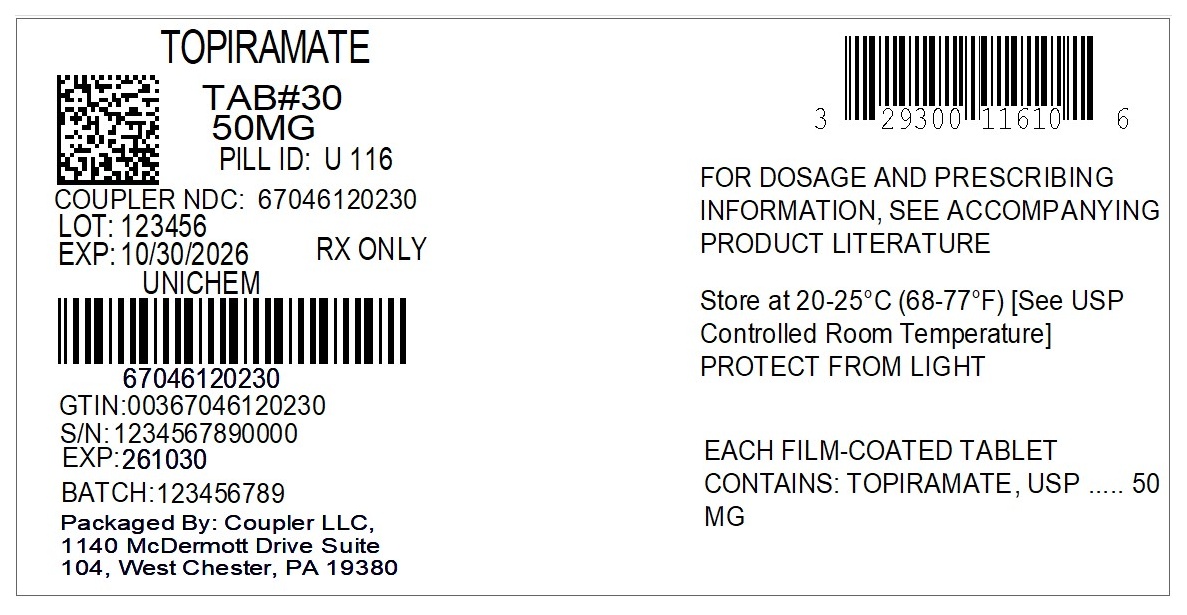 TOPIRAMATE
TAB#30
50MG
PILL ID: U 116
COUPLER NDC: 67046120230
LOT: 123456
EXP: 10/30/2026
RX ONLY
UNICHEM
67046120230
GTIN:00367046120230
S/N: 1234567890000
EXP: 261030
BATCH: 123456789
Packaged By: Coupler LLC,
1140 McDermott Drive Suite
104, West Chester, PA 19380
3 29300 11610 6
FOR DOSAGE AND PRESCRIBING
INFORMATION, SEE ACCOMPANYING
PRODUCT LITERATURE
Store at 20-25°C (68-77°F) [See USP
Controlled Room Temperature]
PROTECT FROM LIGHT
EACH FILM-COATED TABLET
CONTAINS: TOPIRAMATE, USP ..... 50
MG